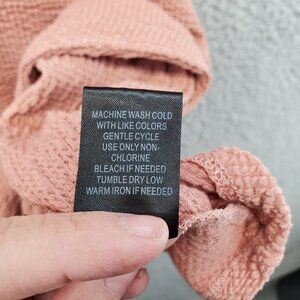 MACHINE WASH COLD
WITH LIKE COLORS
GENTLE CYCLE
USE ONLY NON-
CHLORINE
BLEACH IF NEEDED
TUMBLE DRY LOW
WARM IRON IF NEEDED